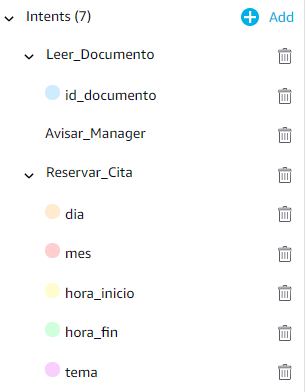 Intents (7) Add
Leer_Documento
id_documento
Avisar_Manager
Reservar_Cita
dia
mes
hora_inicio
hora_fin
tema